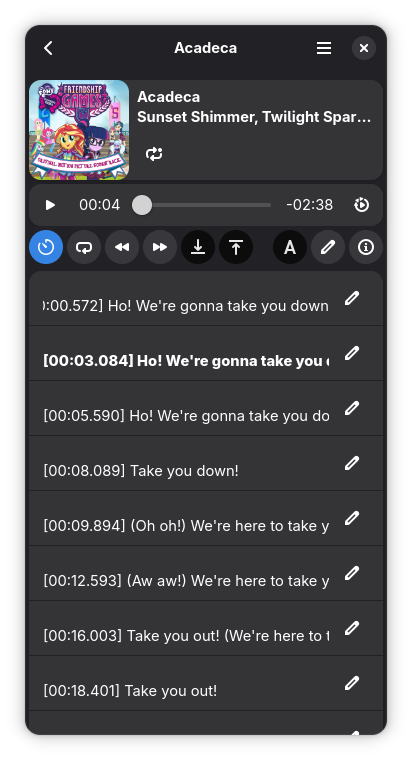 Acadeca
FRIENDSHIP
GAMES
Acadeca
Sunset Shimmer, Twilight Spar…
00:04
-02:38
A
:00.572] Ho! We're gonna take you down
[00:03.084] Ho! We're gonna take you
[00:05.590] Ho! We're gonna take you do
[00:08.089] Take you down!
[00:09.894] (Oh oh!) We're here to take y
[00:12.593] (Aw aw!) We're here to take y
[00:16.003] Take you out! (We're here to t
[00:18.401] Take you out!